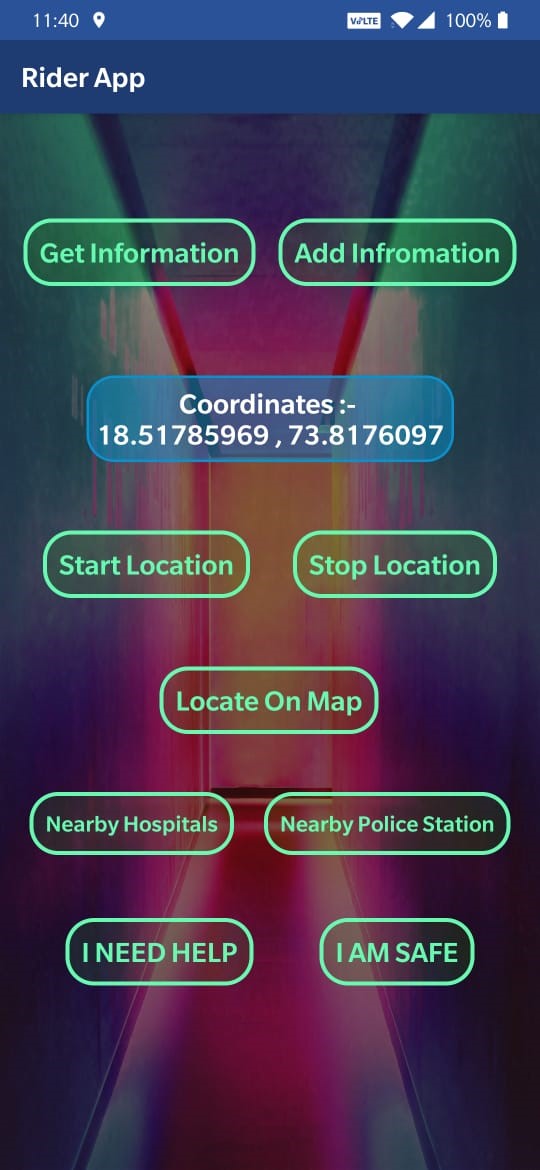 11:40 VoLTE 100%
Rider App
Get Information Add Infromation
Coordinates :-
18.51785969 , 73.8176097
Start Location Stop Location
Locate On Map
Nearby Hospitals Nearby Police Station
I NEED HELP I AM SAFE